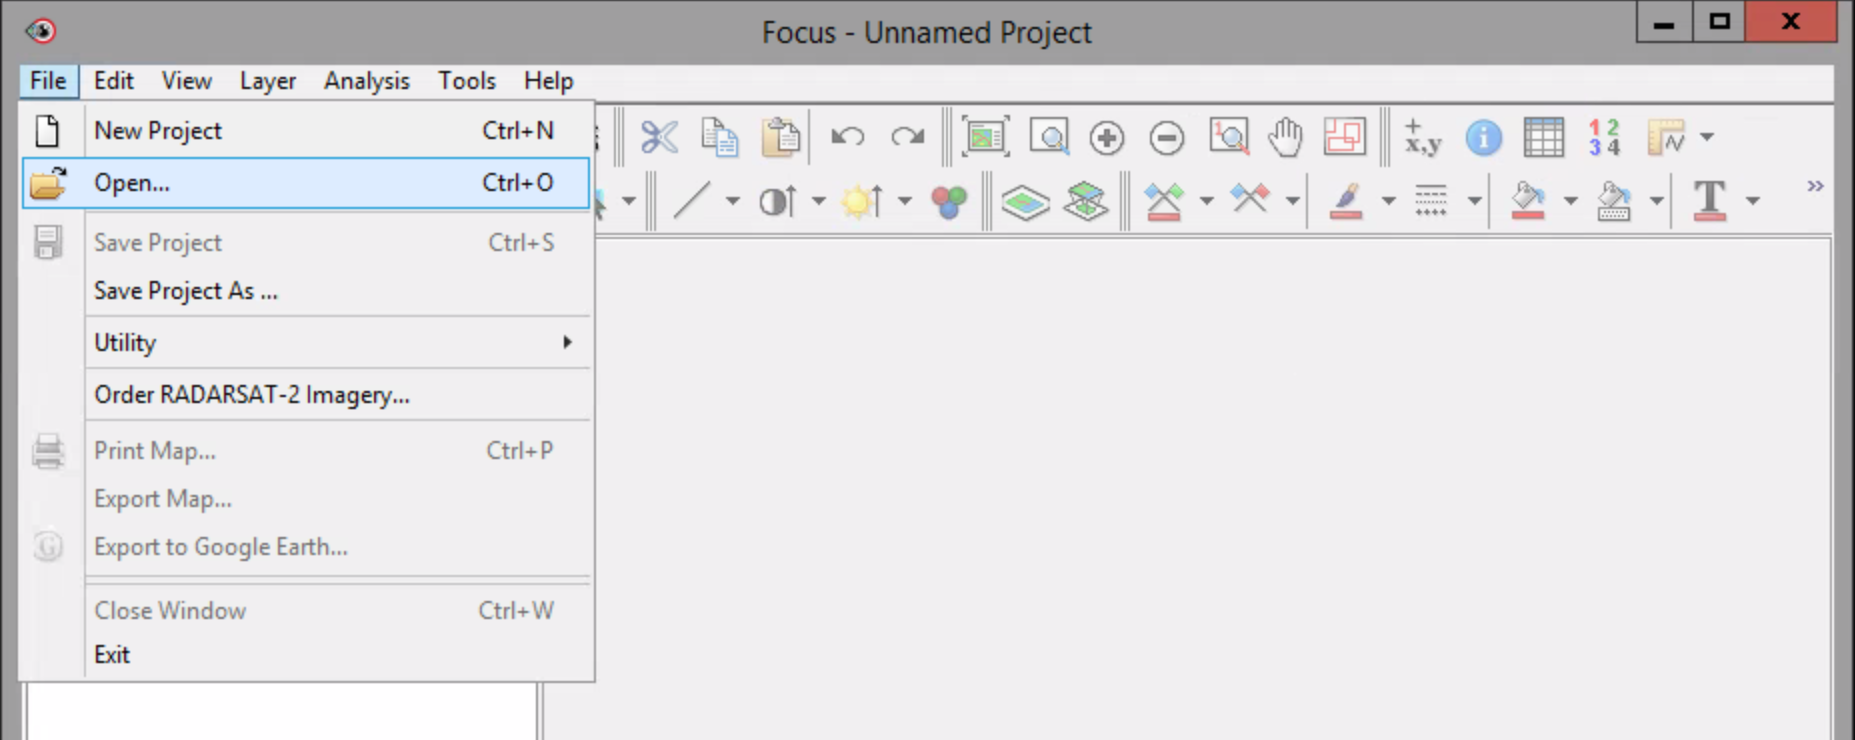 Focus - Unnamed Project
File Edit View Layer Analysis Tools Help
New Project Ctrl+N
Open... Ctrl+O
Save Project Ctrl+S
Save Project As ...
Utility
Order RADARSAT-2 Imagery...
Print Map... Ctrl+P
Export Map...
Export to Google Earth...
Close Window Ctrl+W
Exit
1
+
x,y
i
1 2
3 4
T
»
G